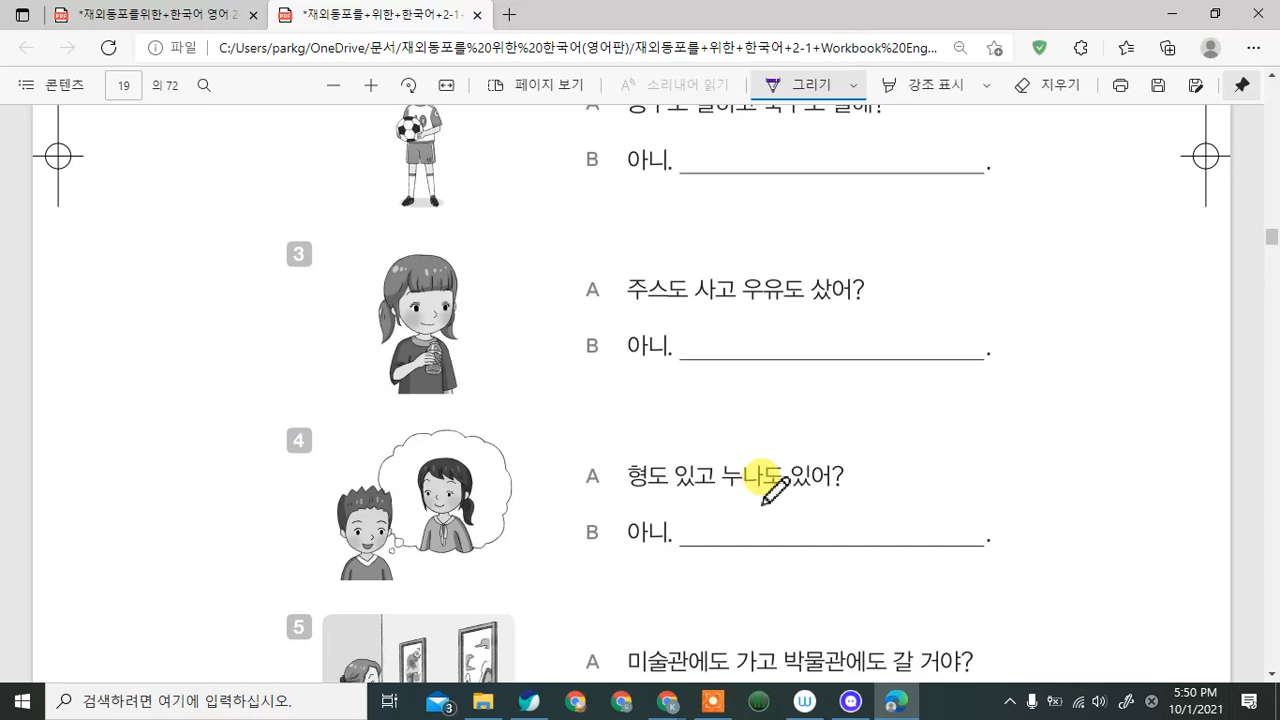 *재외동포를위한+한국어 영어 2
*재외동포를+위한+한국어+2-1-
파일
C:/Users/parkg/OneDrive/문서/재외동포를%20위한%20한국어(영어판)/재외동포를+위한+한국어+2-1+Workbook%20Eng...
콘텐츠
19
의 72
페이지 보기
소리내어 읽기
그리기
강조 표시
지우기
A
B 아니. .
3
A 주스도 사고 우유도 샀어?
B 아니. .
4
A 형도 있고 누나도 있어?
B 아니. .
5
A 미술관에도 가고 박물관에도 갈 거야?
검색하려면 여기에 입력하십시오.
3
5:50 PM
10/1/2021